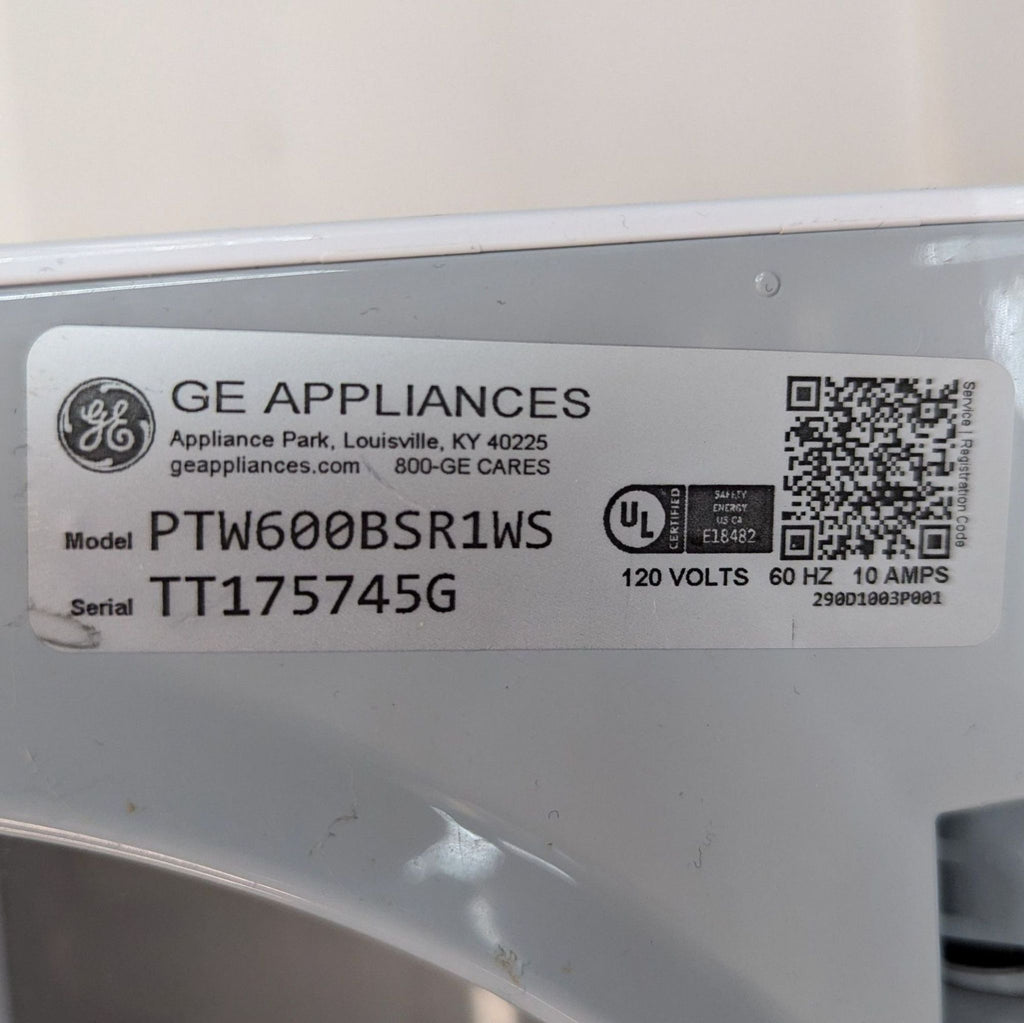 GE
GE APPLIANCES
Appliance Park, Louisville, KY 40225
geappliances.com 800-GE CARES
Model PTW600BSR1WS
Serial TT175745G
UL CERTIFIED
SAFETY
ENERGY
US CA
E18482
Service | Registration Code
120 VOLTS 60 HZ 10 AMPS
290D1003P001